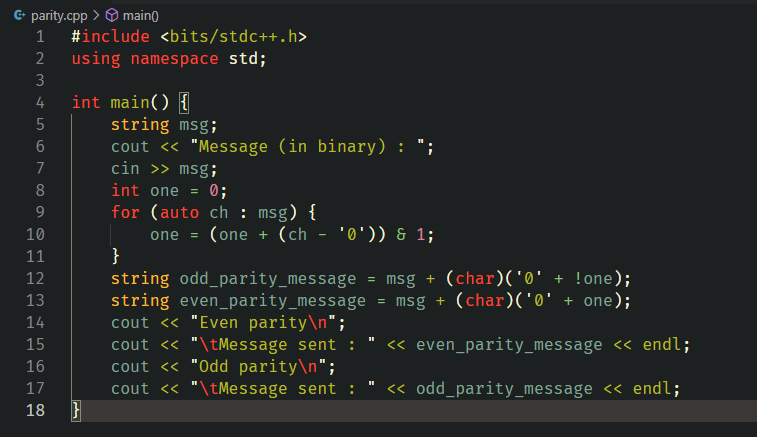 parity.cpp > main()
1 #include <bits/stdc++.h>
2 using namespace std;
3
4 int main() {
5     string msg;
6     cout << "Message (in binary) : ";
7     cin >> msg;
8     int one = 0;
9     for (auto ch : msg) {
10         one = (one + (ch - '0')) & 1;
11     }
12     string odd_parity_message = msg + (char)('0' + !one);
13     string even_parity_message = msg + (char)('0' + one);
14     cout << "Even parity\n";
15     cout << "\tMessage sent : " << even_parity_message << endl;
16     cout << "Odd parity\n";
17     cout << "\tMessage sent : " << odd_parity_message << endl;
18 }